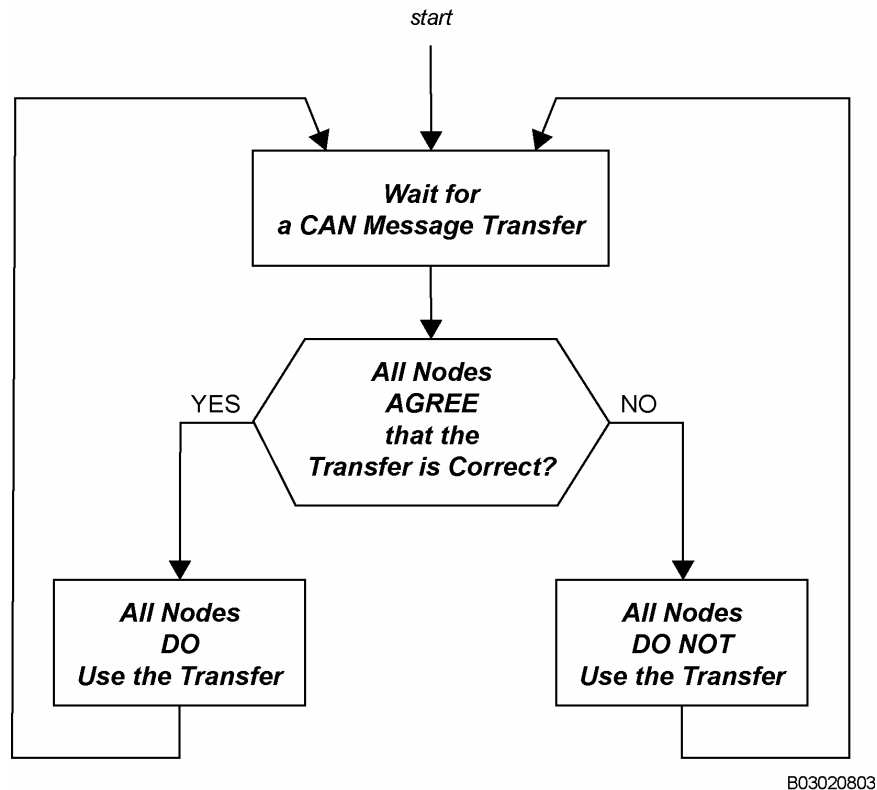 start
Wait for
a CAN Message Transfer
All Nodes
AGREE
that the
Transfer is Correct?
YES
NO
All Nodes
DO
Use the Transfer
All Nodes
DO NOT
Use the Transfer
B03020803